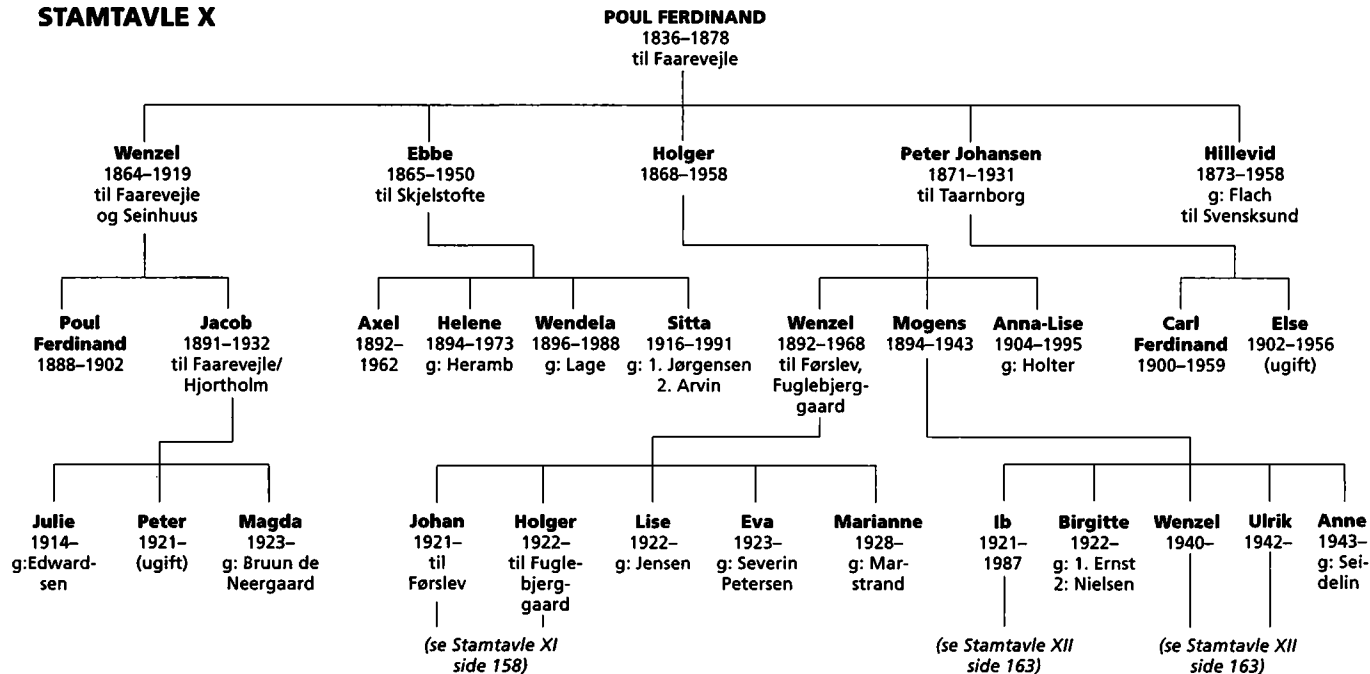 STAMTAVLE X
POUL FERDINAND
1836–1878
til Faarevejle
Wenzel
1864–1919
til Faarevejle
og Seinhuus
Ebbe
1865–1950
til Skjelstofte
Holger
1868–1958
Peter Johansen
1871–1931
til Taarnborg
Hillevid
1873–1958
g: Flach
til Svensksund
Poul
Ferdinand
1888–1902
Jacob
1891–1932
til Faarevejle/
Hjortholm
Axel
1892–
1962
Helene
1894–1973
g: Heramb
Wendela
1896–1988
g: Lage
Sitta
1916–1991
g: 1. Jørgensen
2. Arvin
Wenzel
1892–1968
til Førslev,
Fuglebjerg-
gaard
Mogens
1894–1943
Anna-Lise
1904–1995
g: Holter
Carl
Ferdinand
1900–1959
Else
1902–1956
(ugift)
Julie
1914–
g:Edward-
sen
Peter
1921–
(ugift)
Magda
1923–
g: Bruun de
Neergaard
Johan
1921–
til
Førslev
Holger
1922–
til Fugle-
bjerg-
gaard
Lise
1922–
g: Jensen
Eva
1923–
g: Severin
Petersen
Marianne
1928–
g: Mar-
strand
Ib
1921–
1987
Birgitte
1922–
g: 1. Ernst
2: Nielsen
Wenzel
1940–
Ulrik
1942–
Anne
1943–
g: Sei-
delin
(se Stamtavle XI
side 158)
(se Stamtavle XII
side 163)
(se Stamtavle XII
side 163)